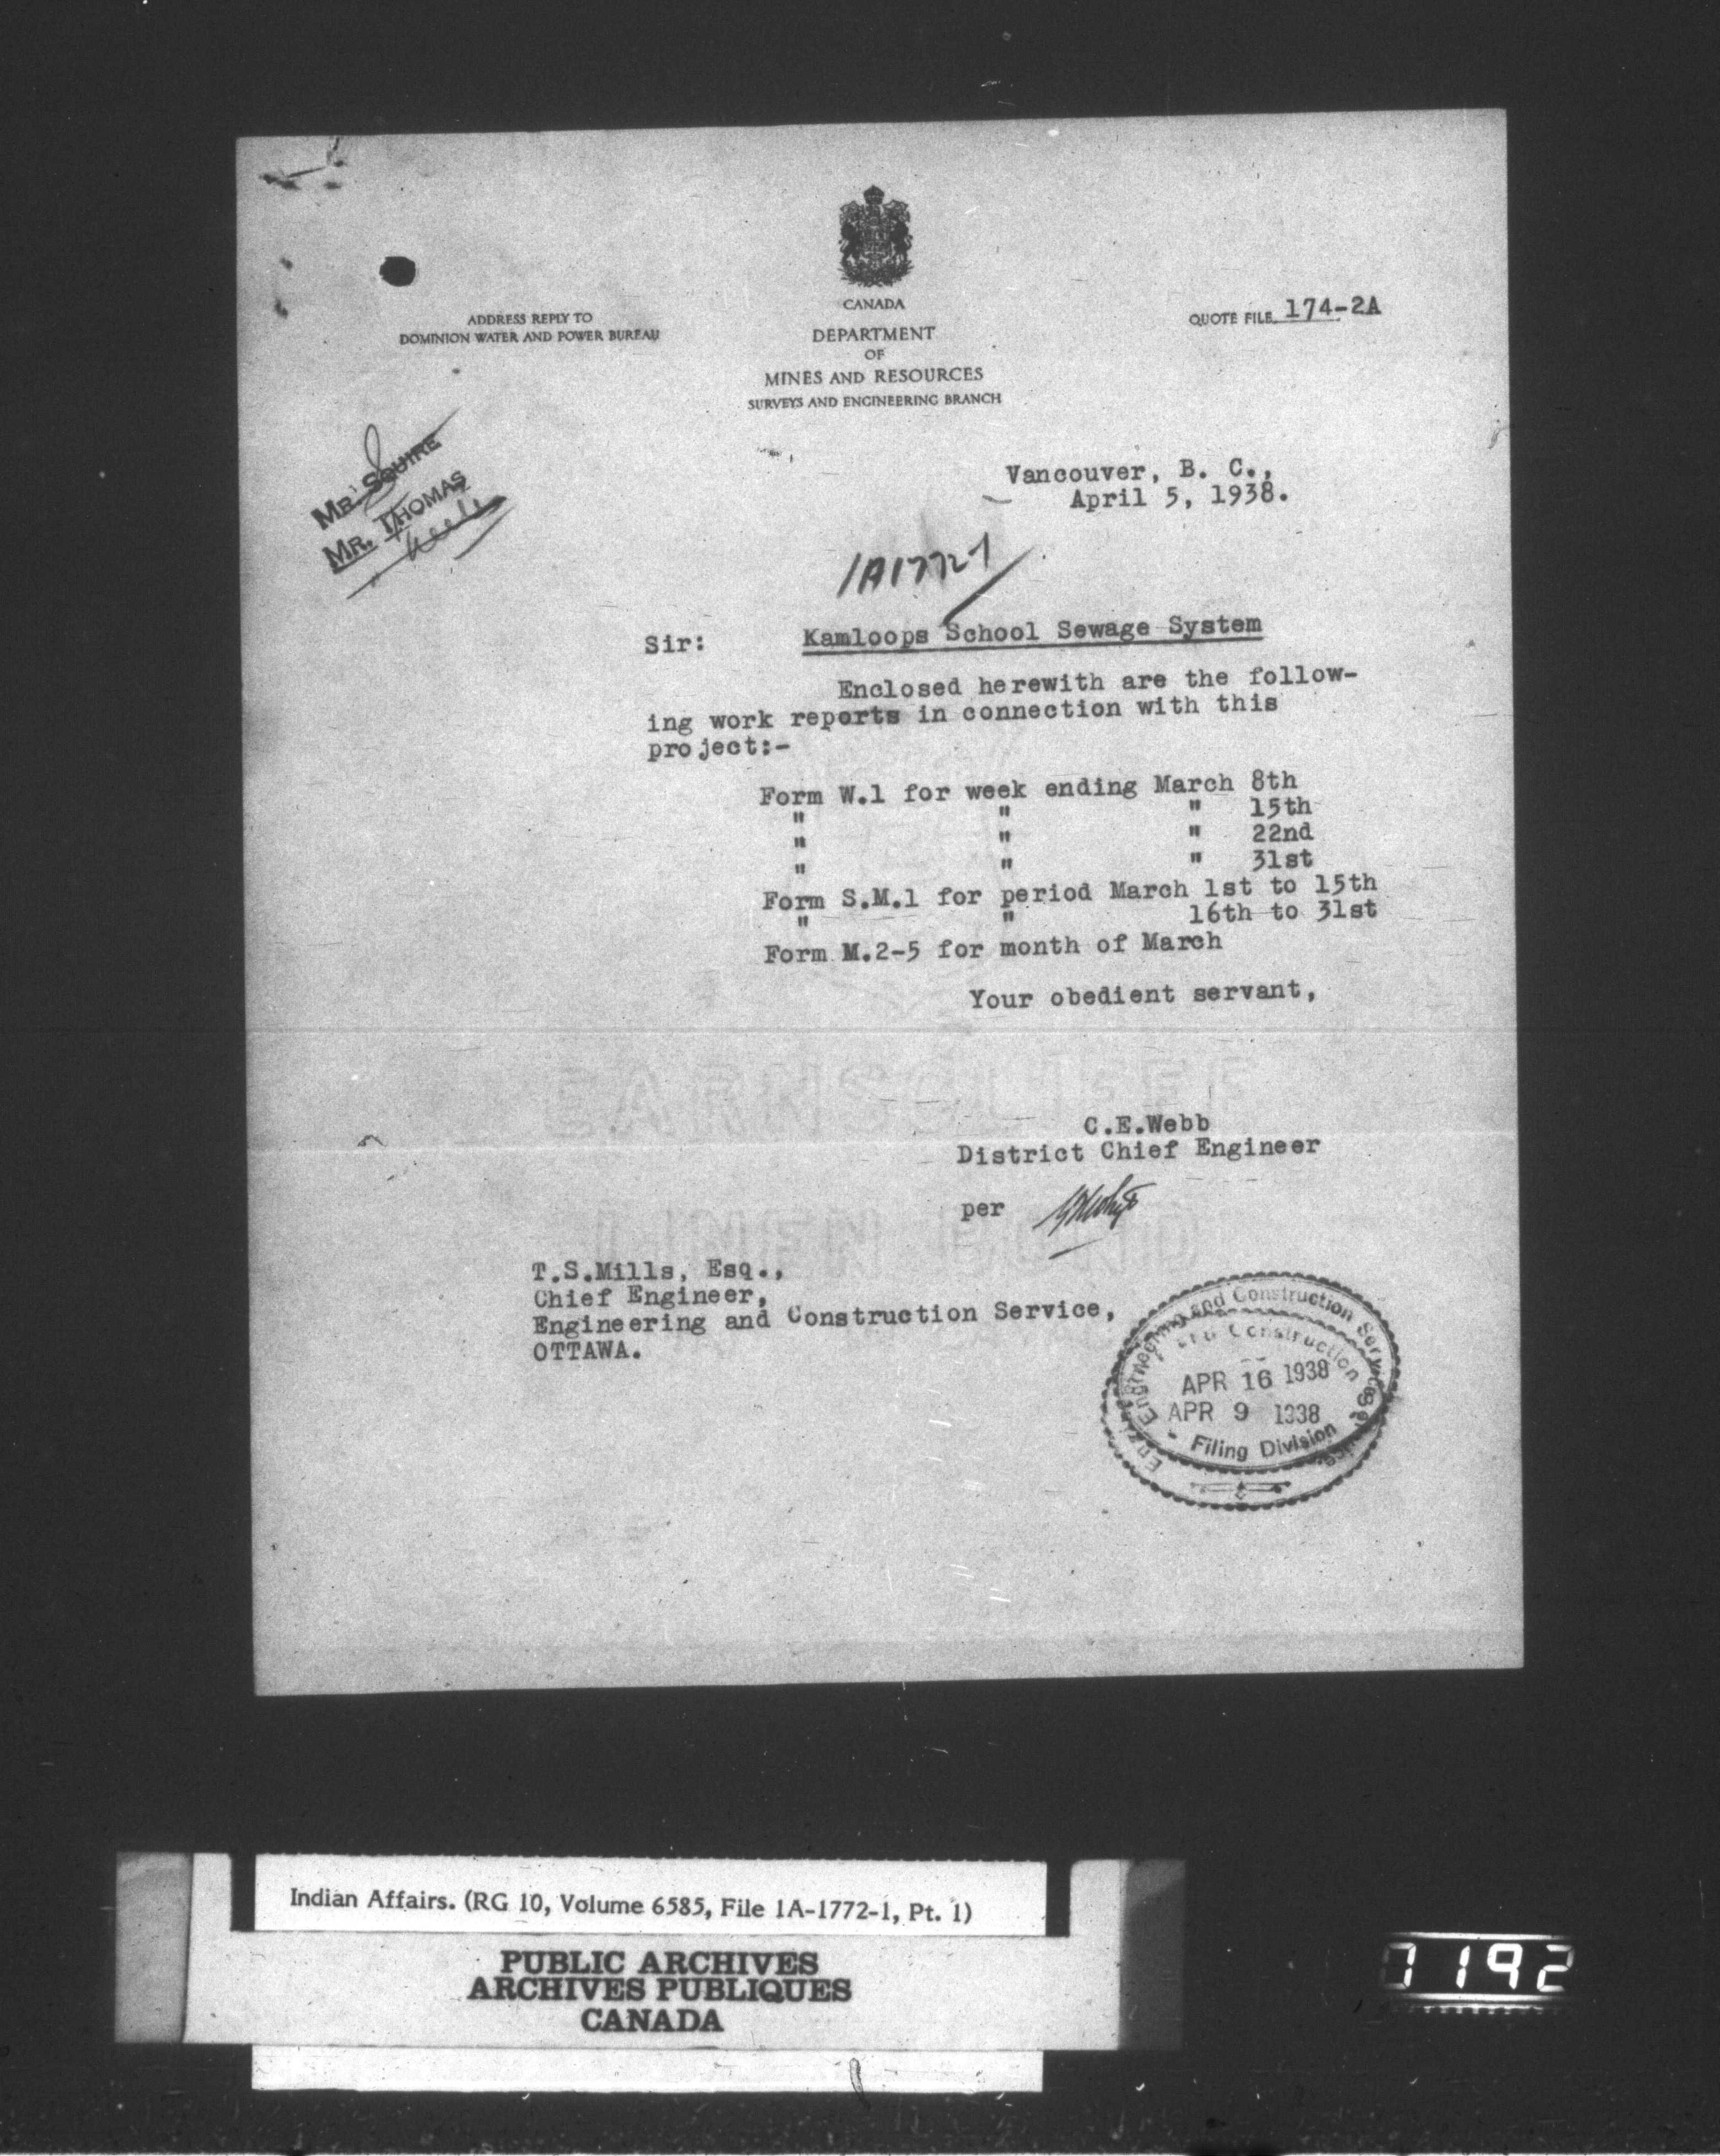 CANADA
ADDRESS REPLY TO
DOMINION WATER AND POWER BUREAU
DEPARTMENT
OF
MINES AND RESOURCES
SURVEYS AND ENGINEERING BRANCH
QUOTE FILE 174-2A
MR. SQUIRE
MR. THOMAS
Vancouver, B. C.,
April 5, 1938.
1A1772-1
Sir: Kamloops School Sewage System
Enclosed herewith are the follow-
ing work reports in connection with this
project:-
Form W.1 for week ending March 8th
" " " 15th
" " " 22nd
" " " 31st
Form S.M.1 for period March 1st to 15th
" " 16th to 31st
Form M.2-5 for month of March
Your obedient servant,
EARNSCLIFFE
LINEN BOND
C.E.Webb
District Chief Engineer
per
T.S.Mills, Esq.,
Chief Engineer,
Engineering and Construction Service,
OTTAWA.
Engineering and Construction Service
and Construction
APR 16 1938
APR 9 1938
Filing Division
Indian Affairs. (RG 10, Volume 6585, File 1A-1772-1, Pt. 1)
PUBLIC ARCHIVES
ARCHIVES PUBLIQUES
CANADA
7192